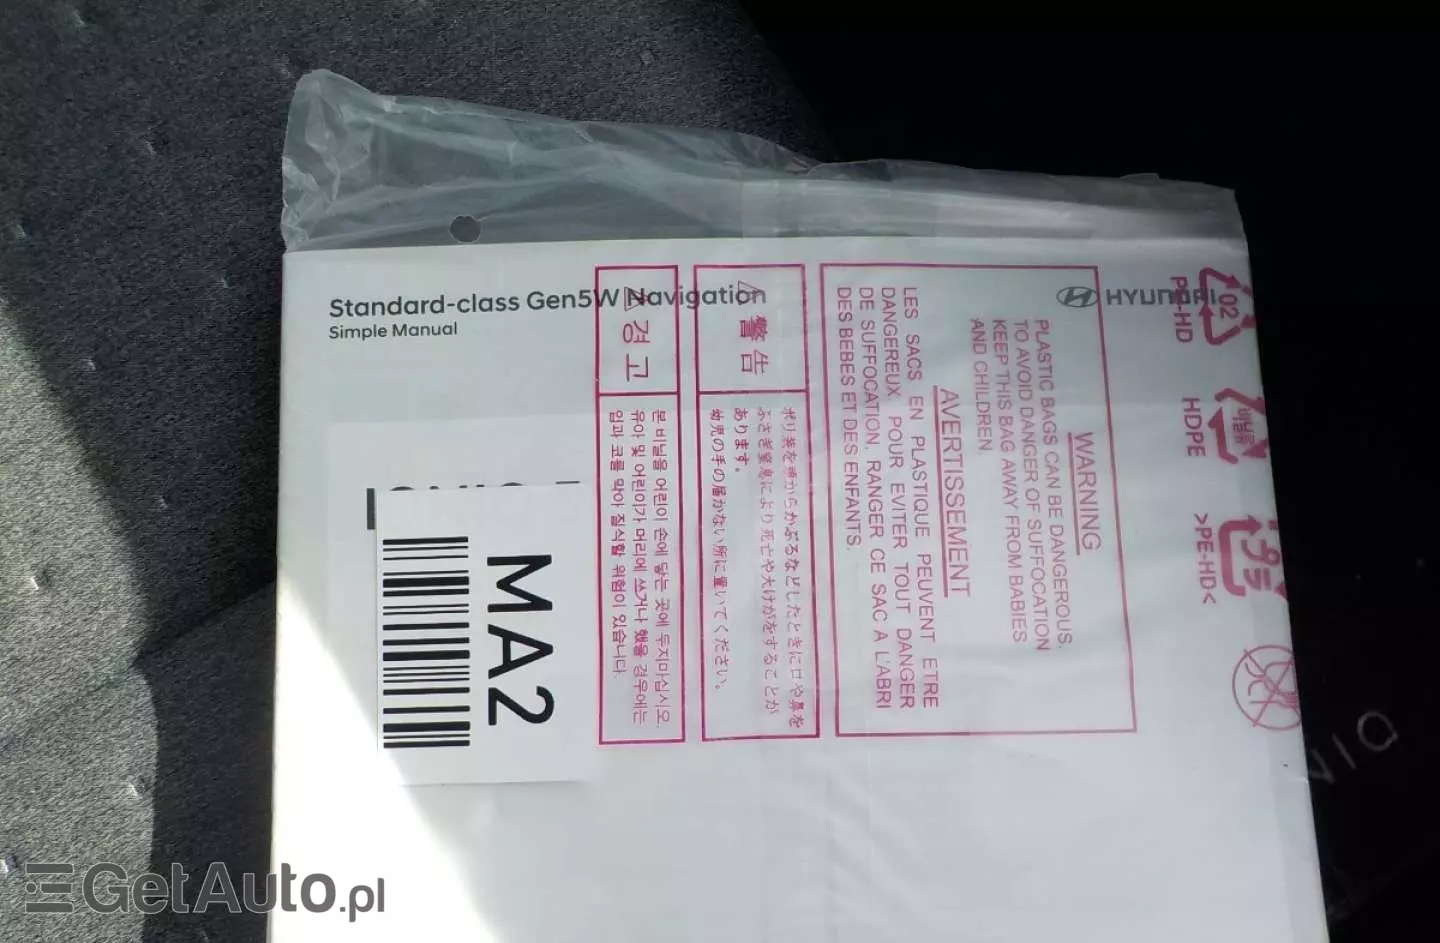 Standard-class Gen5W Navigation
Simple Manual
HYUNDAI
MA2
⚠ 경고
본 비닐을 어린이 손에 닿는 곳에 두지마십시오.
유아 및 어린이가 머리에 쓰거나 했을 경우에는
입과 코를 막아 질식할 위험이 있습니다.
⚠ 警告
ポリ袋を頭からかぶるなどしたときに口や鼻を
ふさぎ窒息により死亡や大けがをすることが
あります。
幼児の手の届かない所に置いてください。
WARNING
PLASTIC BAGS CAN BE DANGEROUS.
TO AVOID DANGER OF SUFFOCATION
KEEP THIS BAG AWAY FROM BABIES
AND CHILDREN.
AVERTISSEMENT
LES SACS EN PLASTIQUE PEUVENT ETRE
DANGEREUX. POUR EVITER TOUT DANGER
DE SUFFOCATION, RANGER CE SAC A L'ABRI
DES BEBES ET DES ENFANTS.
02
PE-HD
비닐류
HDPE
プラ
>PE-HD<
GetAuto.pl